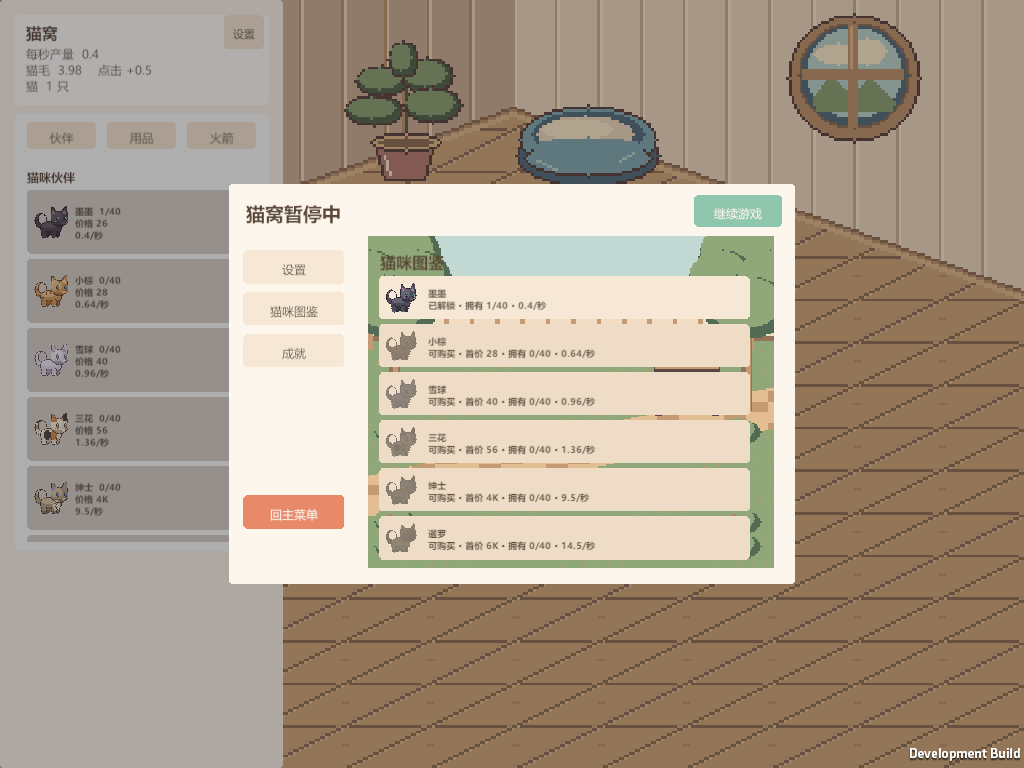 猫窝
设置
每秒产量 0.4
猫毛 3.98 点击 +0.5
猫 1 只
伙伴
用品
火箭
猫咪伙伴
墨墨 1/40
价格 26
0.4/秒
小棕 0/40
价格 28
0.64/秒
雪球 0/40
价格 40
0.96/秒
三花 0/40
价格 56
1.36/秒
绅士 0/40
价格 4K
9.5/秒
猫窝暂停中
继续游戏
设置
猫咪图鉴
成就
回主菜单
猫咪图鉴
墨墨
已解锁・拥有 1/40・0.4/秒
小棕
可购买・首价 28・拥有 0/40・0.64/秒
雪球
可购买・首价 40・拥有 0/40・0.96/秒
三花
可购买・首价 56・拥有 0/40・1.36/秒
绅士
可购买・首价 4K・拥有 0/40・9.5/秒
暹罗
可购买・首价 6K・拥有 0/40・14.5/秒
Development Build